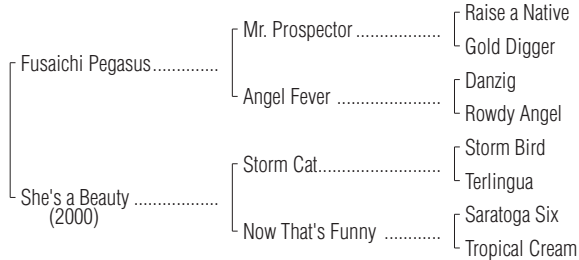 Raise a Native
Mr. Prospector ..................
Gold Digger
Fusaichi Pegasus..............
Danzig
Angel Fever ......................
Rowdy Angel
Storm Bird
Storm Cat..........................
Terlingua
She's a Beauty ..................
(2000)
Saratoga Six
Now That's Funny ............
Tropical Cream